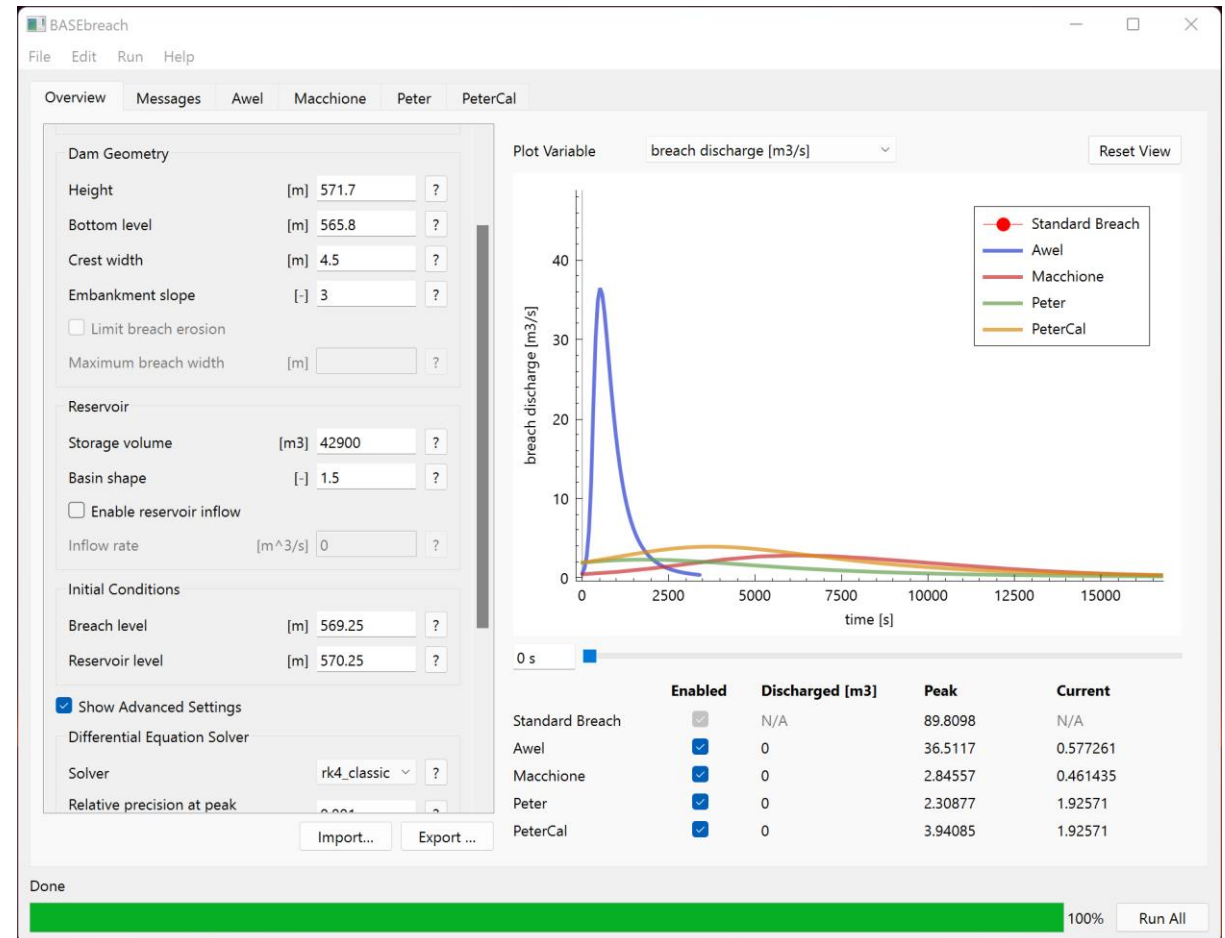 BASEbreach
File Edit Run Help
Overview Messages Awel Macchione Peter PeterCal
Dam Geometry
Height [m] 571.7 ?
Bottom level [m] 565.8 ?
Crest width [m] 4.5 ?
Embankment slope [-] 3 ?
Limit breach erosion
Maximum breach width [m] ?
Reservoir
Storage volume [m3] 42900 ?
Basin shape [-] 1.5 ?
Enable reservoir inflow
Inflow rate [m^3/s] 0 ?
Initial Conditions
Breach level [m] 569.25 ?
Reservoir level [m] 570.25 ?
Show Advanced Settings
Differential Equation Solver
Solver rk4_classic ?
Relative precision at peak
Import... Export ...
Plot Variable breach discharge [m3/s] Reset View
Standard Breach
Awel
Macchione
Peter
PeterCal
breach discharge [m3/s]
40
30
20
10
0
0 2500 5000 7500 10000 12500 15000
time [s]
0 s
Enabled Discharged [m3] Peak Current
Standard Breach N/A 89.8098 N/A
Awel 0 36.5117 0.577261
Macchione 0 2.84557 0.461435
Peter 0 2.30877 1.92571
PeterCal 0 3.94085 1.92571
Done
100% Run All